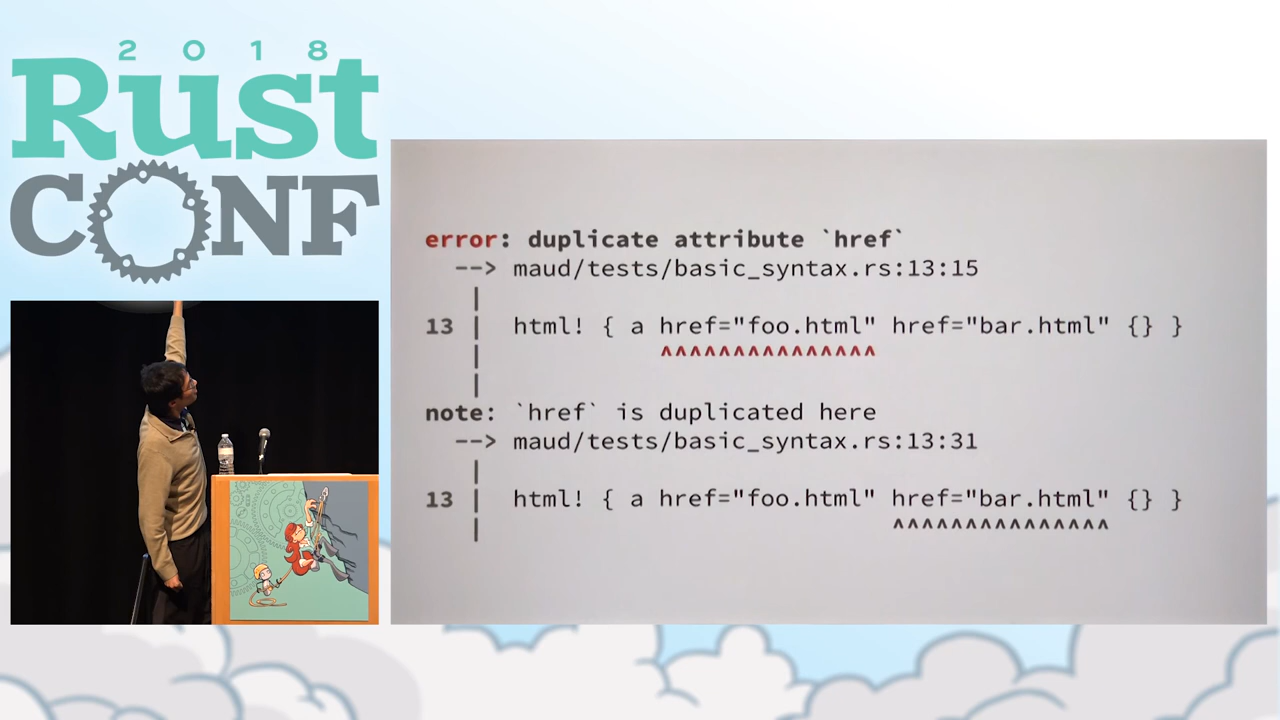 2018
Rust
CONF
error: duplicate attribute `href`
--> maud/tests/basic_syntax.rs:13:15
|
13 | html! { a href="foo.html" href="bar.html" {} }
| ^^^^^^^^^^^^^^^
|
note: `href` is duplicated here
--> maud/tests/basic_syntax.rs:13:31
|
13 | html! { a href="foo.html" href="bar.html" {} }
| ^^^^^^^^^^^^^^^